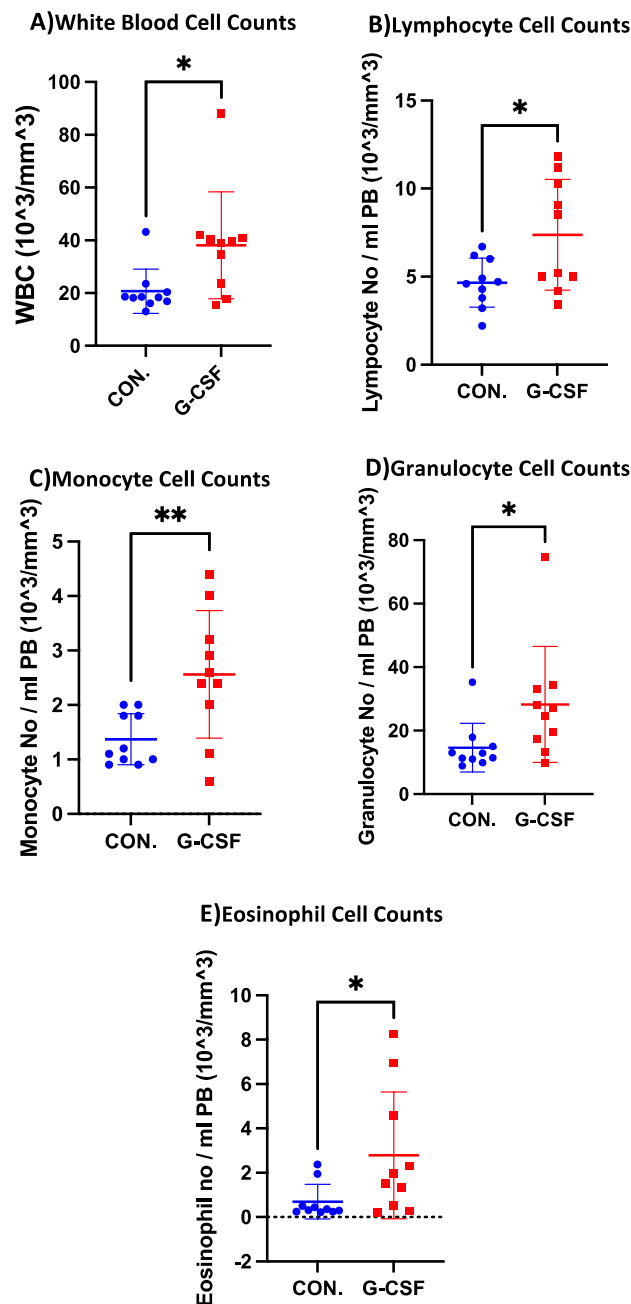 A)White Blood Cell Counts
*
100
80
60
40
20
0
WBC (10^3/mm^3)
CON.
G-CSF
B)Lymphocyte Cell Counts
*
15
10
5
0
Lympocyte No / ml PB (10^3/mm^3)
CON.
G-CSF
C)Monocyte Cell Counts
**
5
4
3
2
1
0
Monocyte No / ml PB (10^3/mm^3)
CON.
G-CSF
D)Granulocyte Cell Counts
*
80
60
40
20
0
Granulocyte No / ml PB (10^3/mm^3)
CON.
G-CSF
E)Eosinophil Cell Counts
*
10
8
6
4
2
0
-2
Eosinophil no / ml PB (10^3/mm^3)
CON.
G-CSF